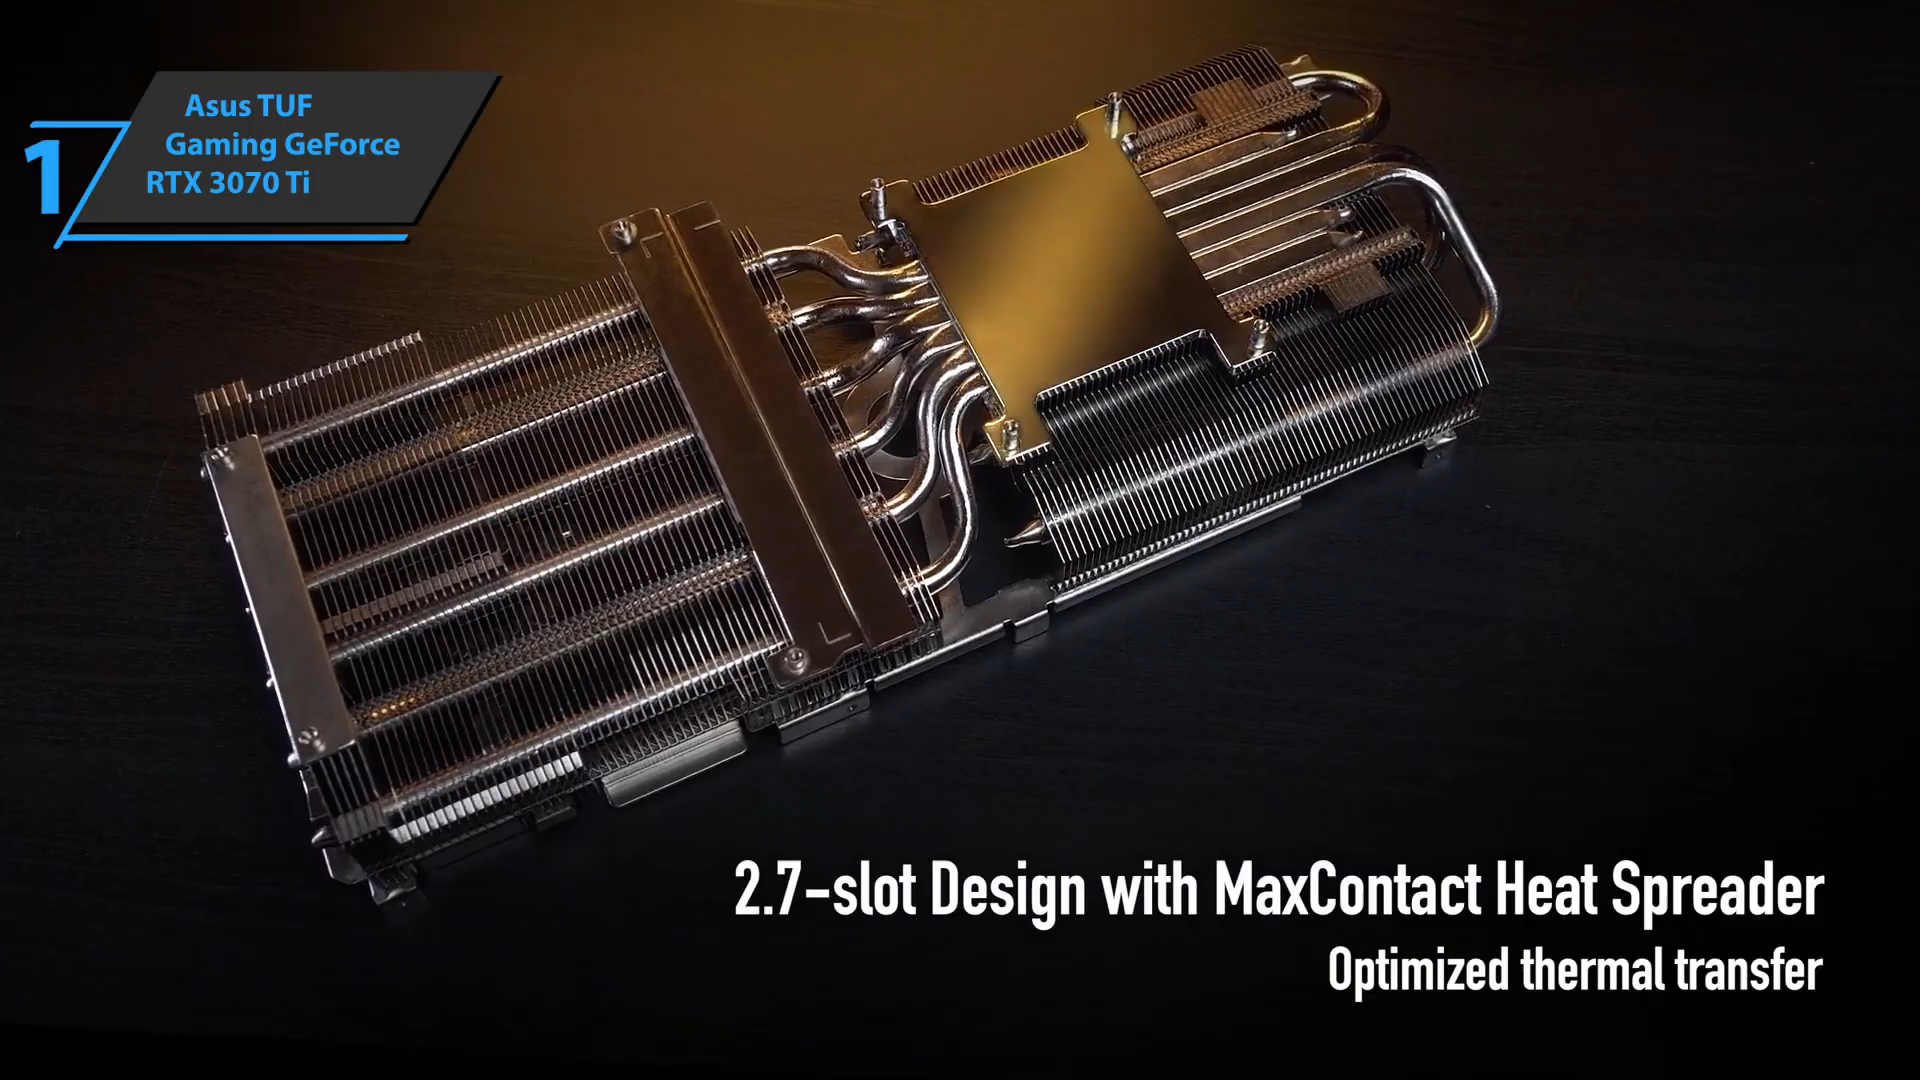 1
Asus TUF
Gaming GeForce
RTX 3070 Ti
2.7-slot Design with MaxContact Heat Spreader
Optimized thermal transfer